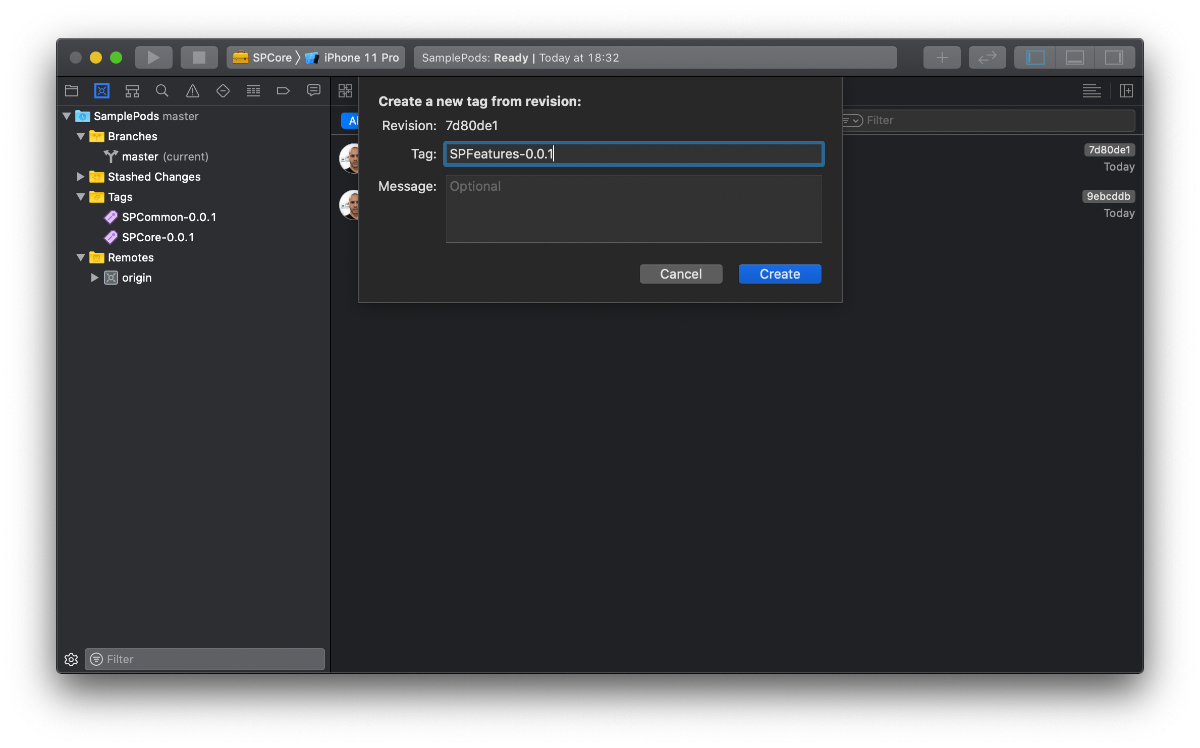 SPCore 〉 iPhone 11 Pro
SamplePods: Ready | Today at 18:32
SamplePods master
Branches
master (current)
Stashed Changes
Tags
SPCommon-0.0.1
SPCore-0.0.1
Remotes
origin
Filter
Create a new tag from revision:
Revision: 7d80de1
Tag: SPFeatures-0.0.1
Message: Optional
Cancel Create
Filter
7d80de1
Today
9ebcddb
Today